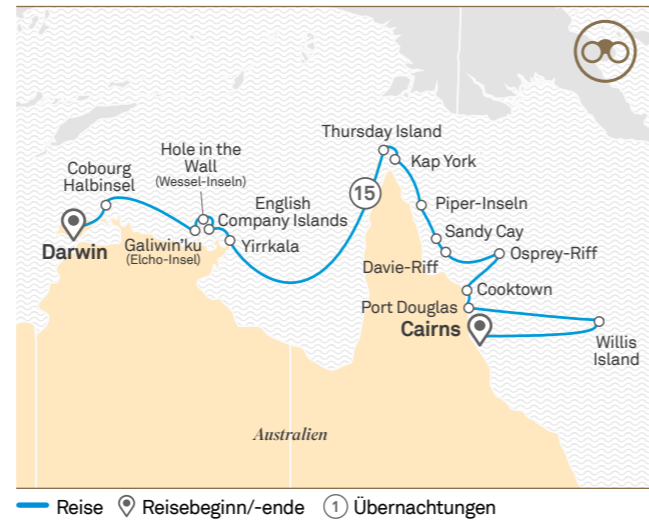 Thursday Island
Hole in the
Wall
(Wessel-Inseln)
Cobourg
Halbinsel
Kap York
15
English
Company Islands
Piper-Inseln
Darwin
Galiwin'ku
(Elcho-Insel)
Yirrkala
Sandy Cay
Osprey-Riff
Davie-Riff
Cooktown
Port Douglas
Cairns
Willis
Island
Australien
Reise
Reisebeginn/-ende
1 Übernachtungen